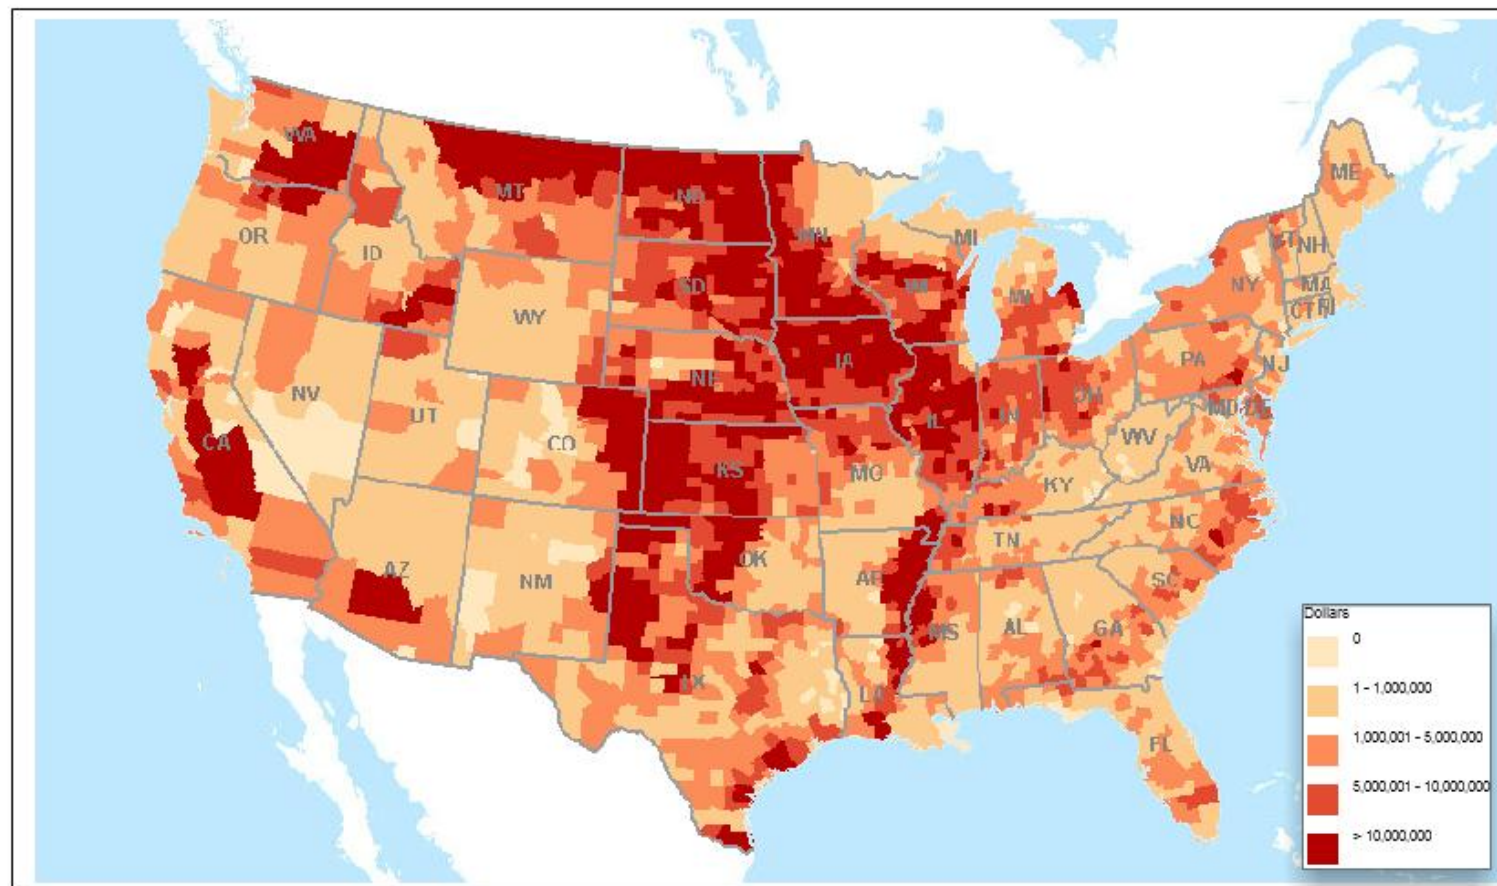 WA
MT
ND
MN
MI
ME
OR
ID
SD
WI
MI
VT
NH
NY
MA
CT
RI
WY
NE
IA
PA
NJ
NV
UT
CO
KS
IL
IN
OH
MD
DE
CA
MO
WV
VA
KY
AZ
NM
OK
AR
TN
NC
SC
MS
AL
GA
TX
LA
FL
Dollars
0
1 - 1,000,000
1,000,001 - 5,000,000
5,000,001 - 10,000,000
> 10,000,000